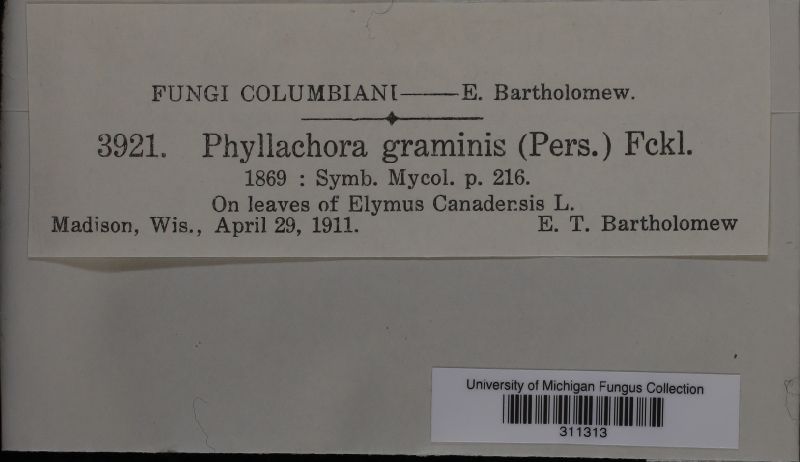 FUNGI COLUMBIANI——E. Bartholomew.
3921. Phyllachora graminis (Pers.) Fckl.
1869 : Symb. Mycol. p. 216.
On leaves of Elymus Canadensis L.
Madison, Wis., April 29, 1911. E. T. Bartholomew
University of Michigan Fungus Collection
311313